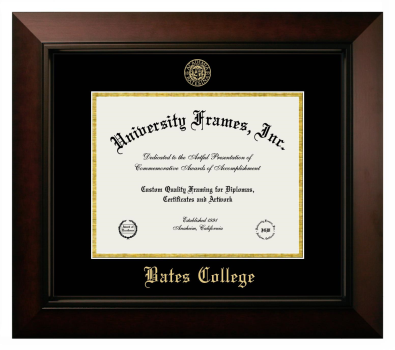 University Frames, Inc.
Dedicated to the Artful Presentation of
Commemorative Awards of Accomplishment
Custom Quality Framing for Diplomas,
Certificates and Artwork
Established 1991
Anaheim, California
Bates College